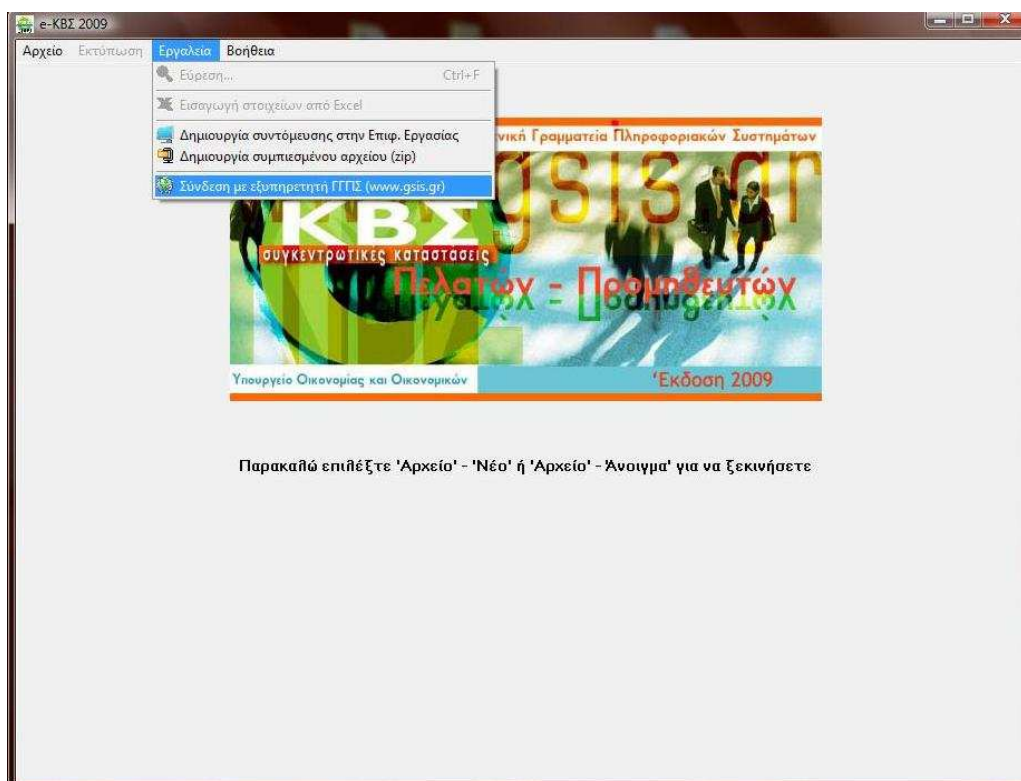 e-ΚΒΣ 2009
Αρχείο Εκτύπωση Εργαλεία Βοήθεια
Εύρεση... Ctrl+F
Εισαγωγή στοιχείων από Excel
Δημιουργία συντόμευσης στην Επιφ. Εργασίας
Δημιουργία συμπιεσμένου αρχείου (zip)
Σύνδεση με εξυπηρετητή ΓΓΠΣ (www.gsis.gr)
Γραμματεία Πληροφοριακών Συστημάτων
gsis.gr
ΚΒΣ
συγκεντρωτικές καταστάσεις
Πελατών - Προμηθευτών
Υπουργείο Οικονομίας και Οικονομικών
Έκδοση 2009
Παρακαλώ επιλέξτε 'Αρχείο' - 'Νέο' ή 'Αρχείο' - Άνοιγμα' για να ξεκινήσετε